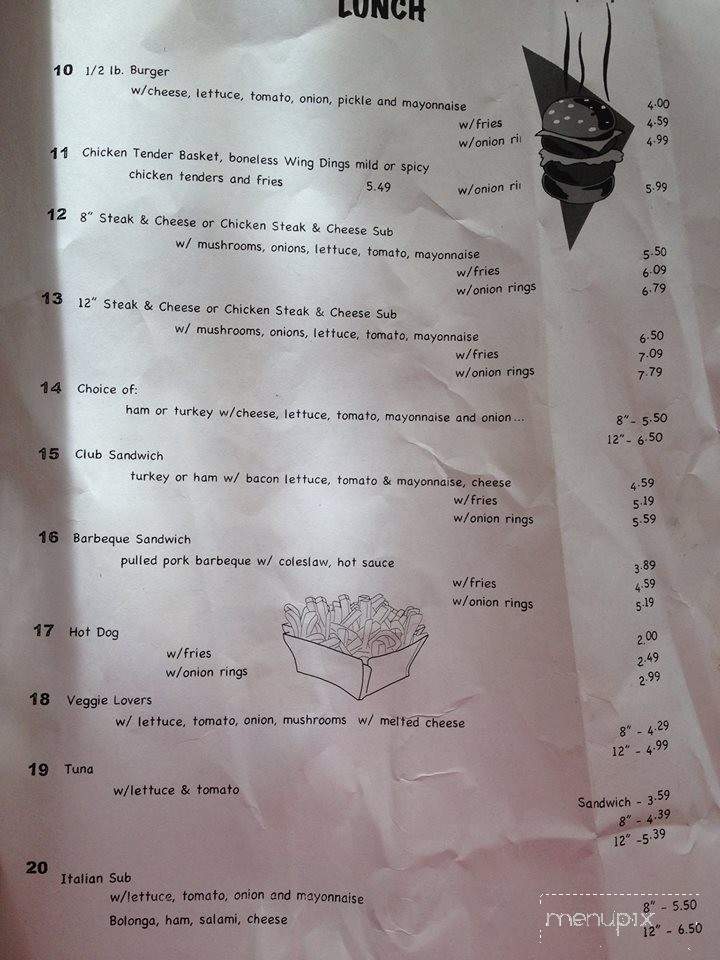 LUNCH
10 1/2 lb. Burger
w/cheese, lettuce, tomato, onion, pickle and mayonnaise 4.00
w/fries 4.59
w/onion ri 4.99
11 Chicken Tender Basket, boneless Wing Dings mild or spicy
chicken tenders and fries 5.49 w/onion ri 5.99
12 8" Steak & Cheese or Chicken Steak & Cheese Sub
w/ mushrooms, onions, lettuce, tomato, mayonnaise 5.50
w/fries 6.09
w/onion rings 6.79
13 12" Steak & Cheese or Chicken Steak & Cheese Sub
w/ mushrooms, onions, lettuce, tomato, mayonnaise 6.50
w/fries 7.09
w/onion rings 7.79
14 Choice of:
ham or turkey w/cheese, lettuce, tomato, mayonnaise and onion... 8"- 5.50
12"- 6.50
15 Club Sandwich
turkey or ham w/ bacon lettuce, tomato & mayonnaise, cheese 4.59
w/fries 5.19
w/onion rings 5.59
16 Barbeque Sandwich
pulled pork barbeque w/ coleslaw, hot sauce 3.89
w/fries 4.59
w/onion rings 5.19
17 Hot Dog 2.00
w/fries 2.49
w/onion rings 2.99
18 Veggie Lovers
w/ lettuce, tomato, onion, mushrooms w/ melted cheese 8" - 4.29
12" - 4.99
19 Tuna
w/lettuce & tomato Sandwich - 3.59
8" - 4.39
12" -5.39
20 Italian Sub
w/lettuce, tomato, onion and mayonnaise 8" - 5.50
Bolonga, ham, salami, cheese 12" - 6.50
menupix